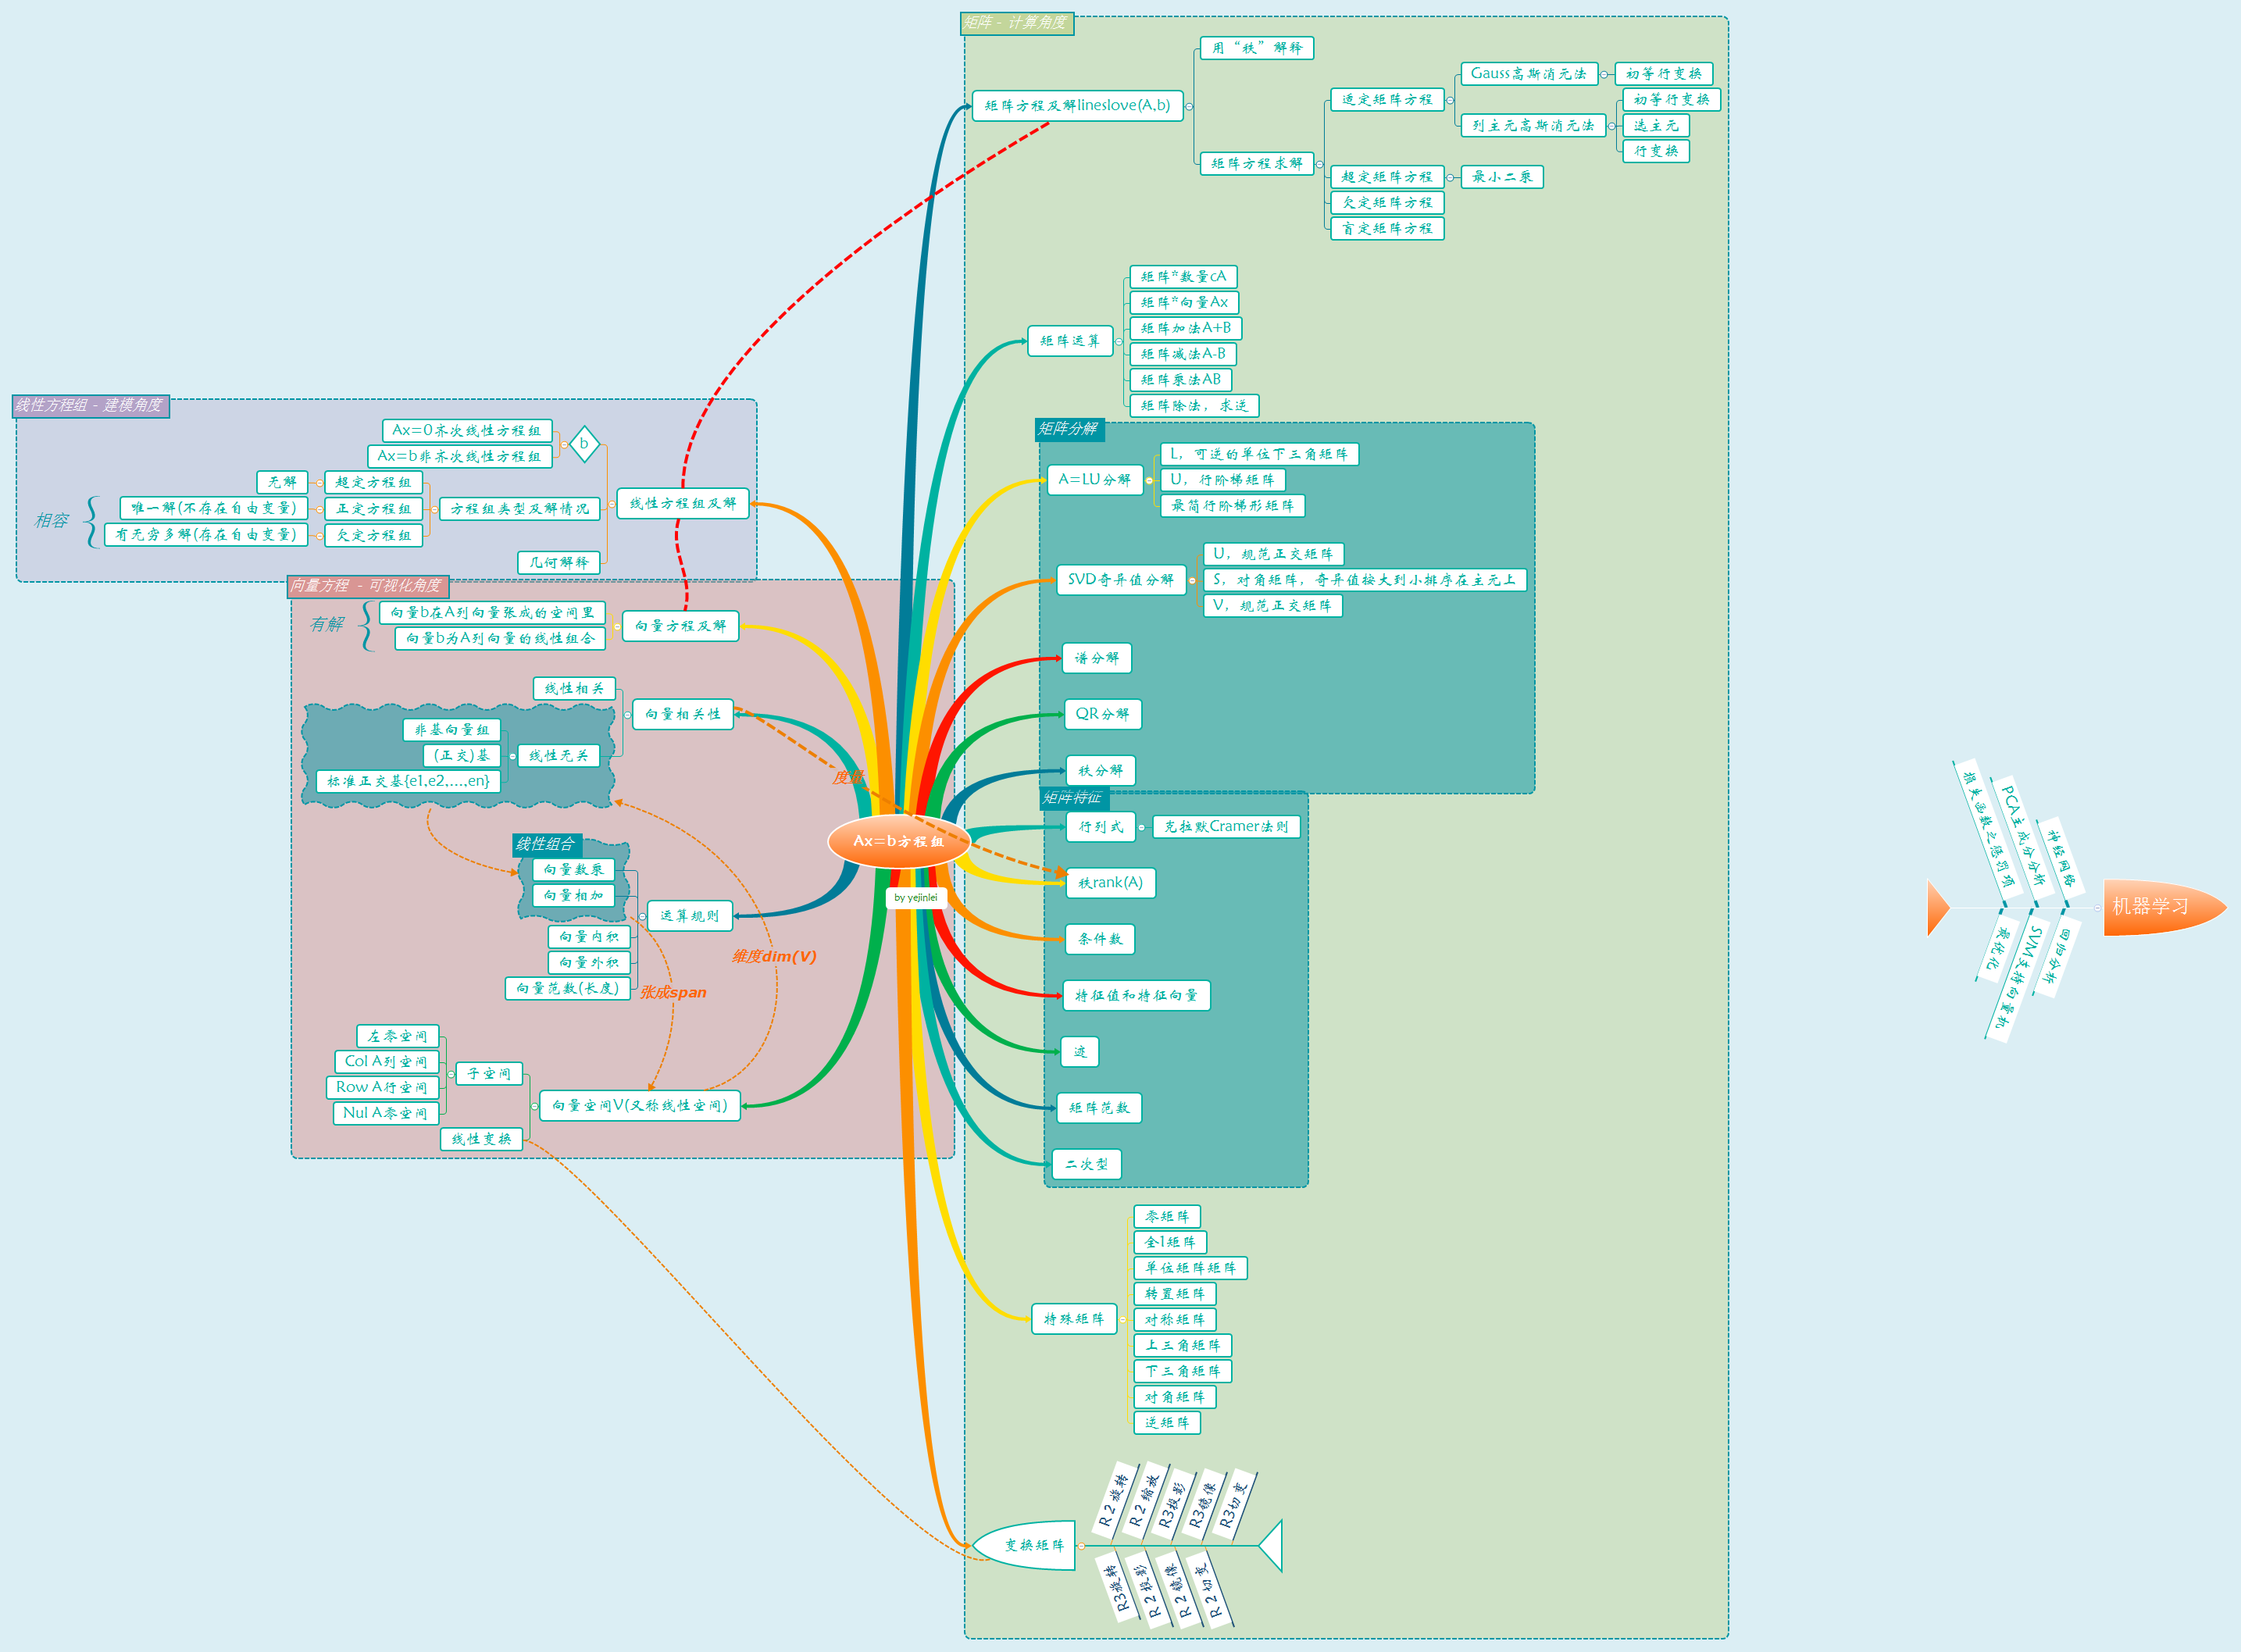 矩阵 - 计算角度
矩阵方程及解lineslove(A,b)
用“秩”解释
矩阵方程求解
适定矩阵方程
Gauss高斯消元法
初等行变换
列主元高斯消元法
初等行变换
选主元
行变换
超定矩阵方程
最小二乘
欠定矩阵方程
盲定矩阵方程
矩阵运算
矩阵*数量cA
矩阵*向量Ax
矩阵加法A+B
矩阵减法A-B
矩阵乘法AB
矩阵除法，求逆
矩阵分解
A=LU分解
L，可逆的单位下三角矩阵
U，行阶梯矩阵
最简行阶梯形矩阵
SVD奇异值分解
U，规范正交矩阵
S，对角矩阵，奇异值按大到小排序在主元上
V，规范正交矩阵
谱分解
QR分解
秩分解
矩阵特征
行列式
克拉默Cramer法则
秩rank(A)
条件数
特征值和特征向量
迹
矩阵范数
二次型
特殊矩阵
零矩阵
全1矩阵
单位矩阵矩阵
转置矩阵
对称矩阵
上三角矩阵
下三角矩阵
对角矩阵
逆矩阵
变换矩阵
R 2 旋转
R 2 缩放
R3投影
R3镜像
R3切变
R3旋转
R 2 投影
R 2 镜像
R 2 切变
线性方程组 - 建模角度
线性方程组及解
b
Ax=0齐次线性方程组
Ax=b非齐次线性方程组
方程组类型及解情况
超定方程组
无解
正定方程组
唯一解(不存在自由变量)
欠定方程组
有无穷多解(存在自由变量)
相容
几何解释
向量方程 - 可视化角度
向量方程及解
有解
向量b在A列向量张成的空间里
向量b为A列向量的线性组合
向量相关性
线性相关
线性无关
非基向量组
(正交)基
标准正交基{e1,e2,...,en}
度量
线性组合
运算规则
向量数乘
向量相加
向量内积
向量外积
向量范数(长度)
维度dim(V)
张成span
向量空间V(又称线性空间)
子空间
左零空间
Col A列空间
Row A行空间
Nul A零空间
线性变换
Ax=b方程组
by yejinlei
机器学习
损失函数之惩罚项
PCA主成分分析
神经网络
最优化
SVM支持向量机
回归分析